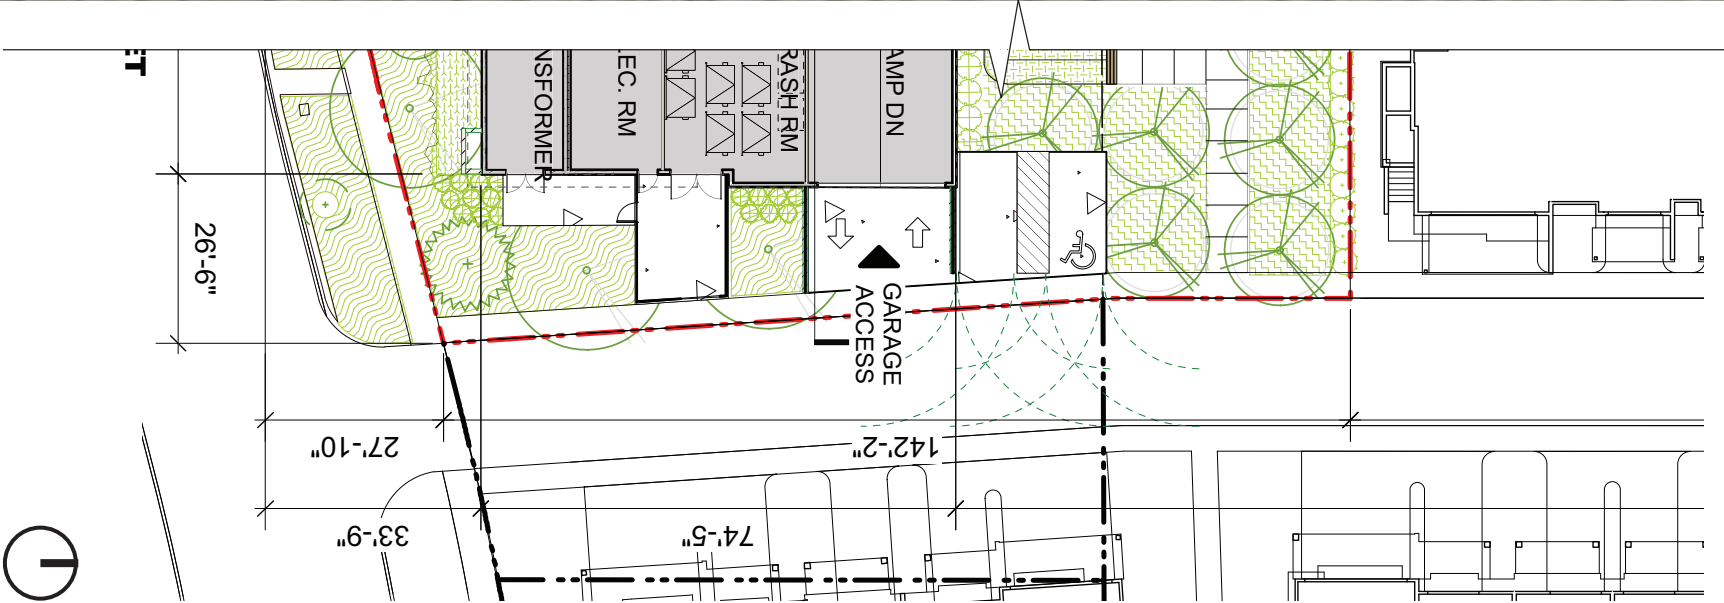 ET
NSFORMER
LEC. RM
RASH RM
AMP DN
26'-6"
GARAGE
ACCESS
27'-10"
142'-2"
33'-9"
74'-5"